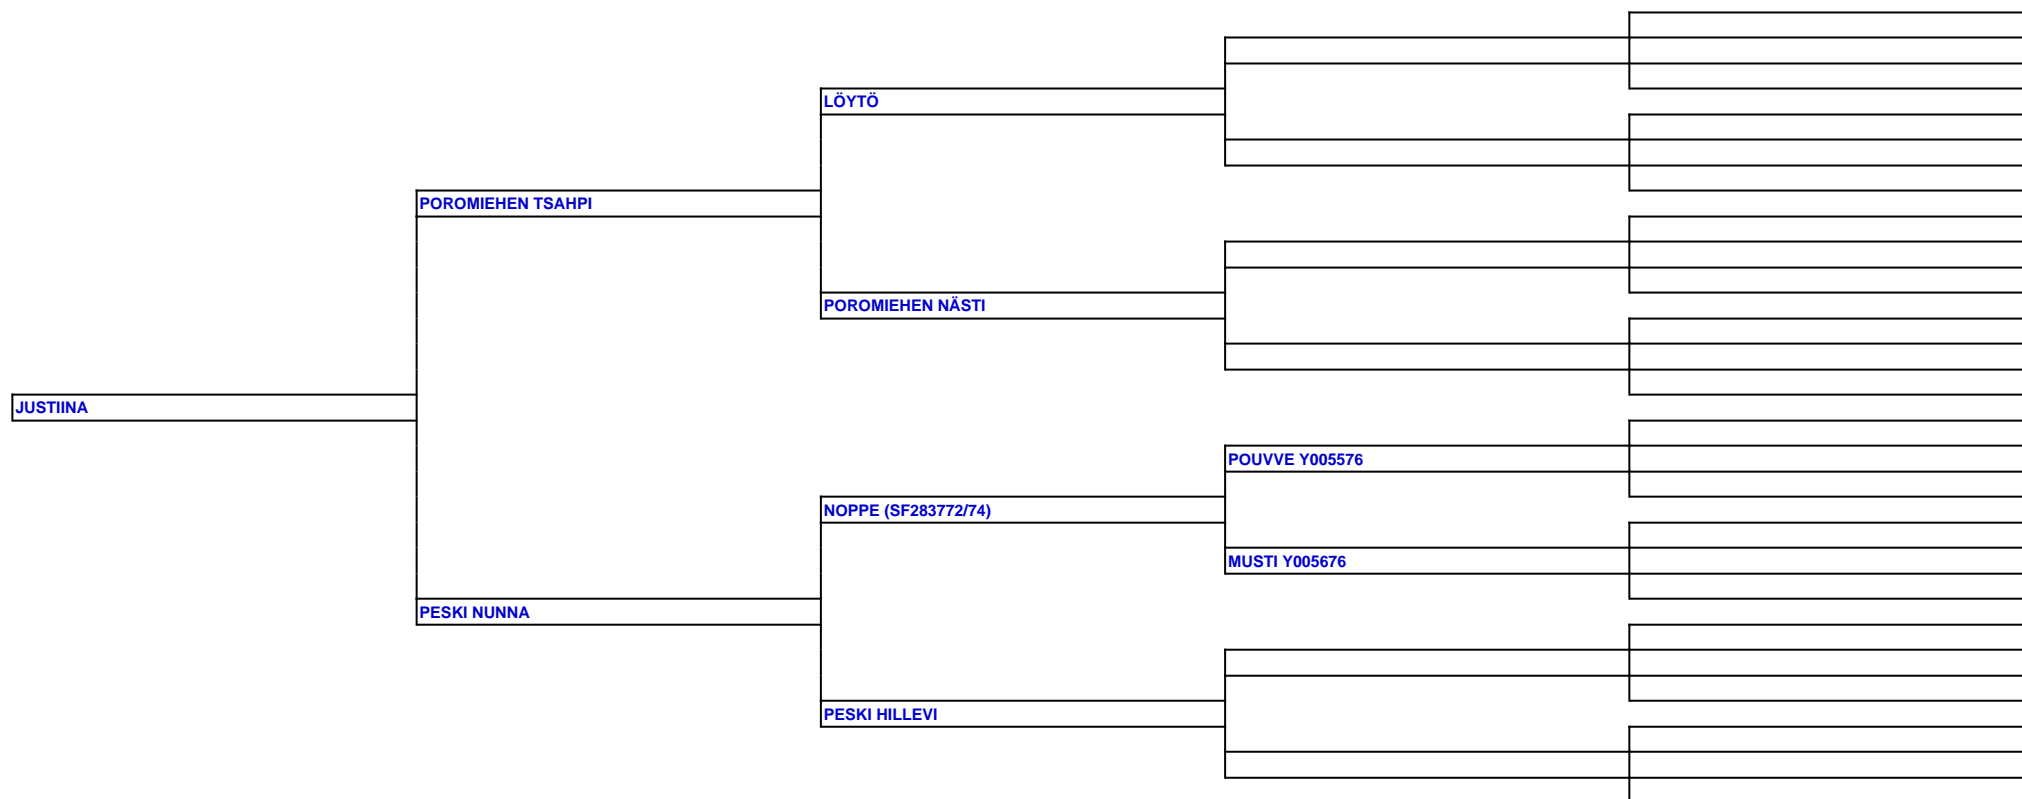 LÖYTÖ
POROMIEHEN TSAHPI
POROMIEHEN NÄSTI
JUSTIINA
POUVVE Y005576
NOPPE (SF283772/74)
MUSTI Y005676
PESKI NUNNA
PESKI HILLEVI